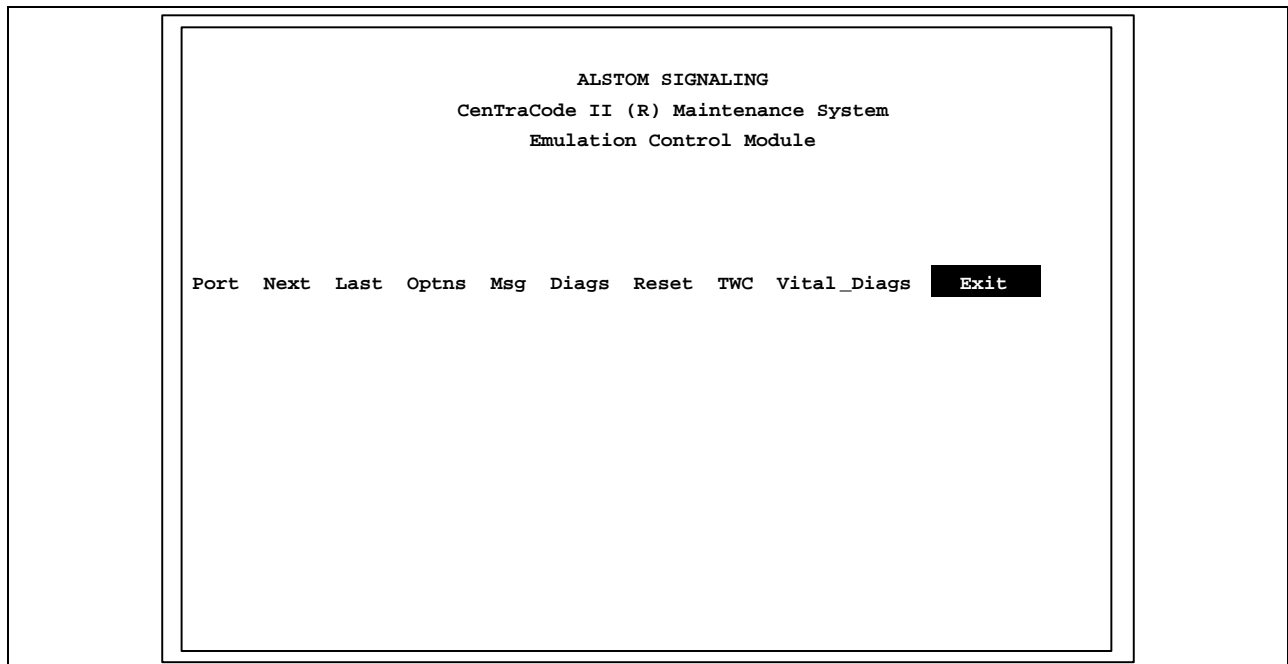 ALSTOM SIGNALING
CenTraCode II (R) Maintenance System
Emulation Control Module
Port Next Last Optns Msg Diags Reset TWC Vital_Diags Exit